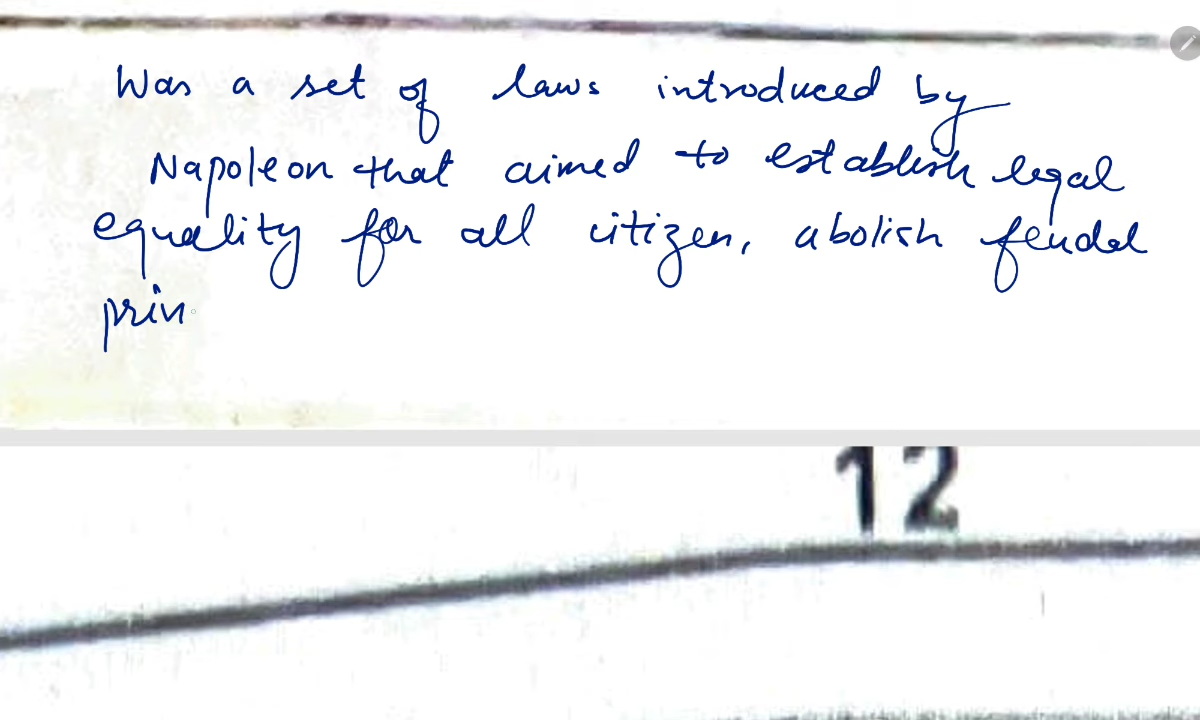 Was a set of laws introduced by
Napoleon that aimed to establish legal
equality for all citizen, abolish feudal
prin
12